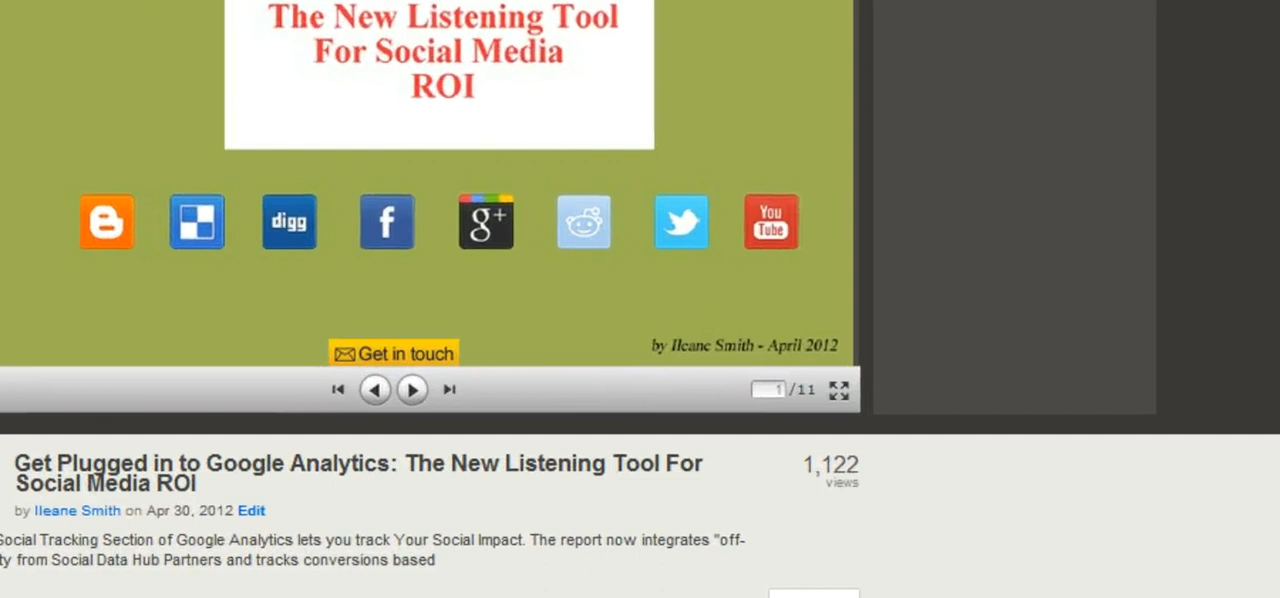 The New Listening Tool
For Social Media
ROI
digg
f
g+
You
Tube
Get in touch
by Ileane Smith - April 2012
1 /11
Get Plugged in to Google Analytics: The New Listening Tool For
Social Media ROI
1,122
views
by Ileane Smith on Apr 30, 2012 Edit
Social Tracking Section of Google Analytics lets you track Your Social Impact. The report now integrates "off-
ty from Social Data Hub Partners and tracks conversions based